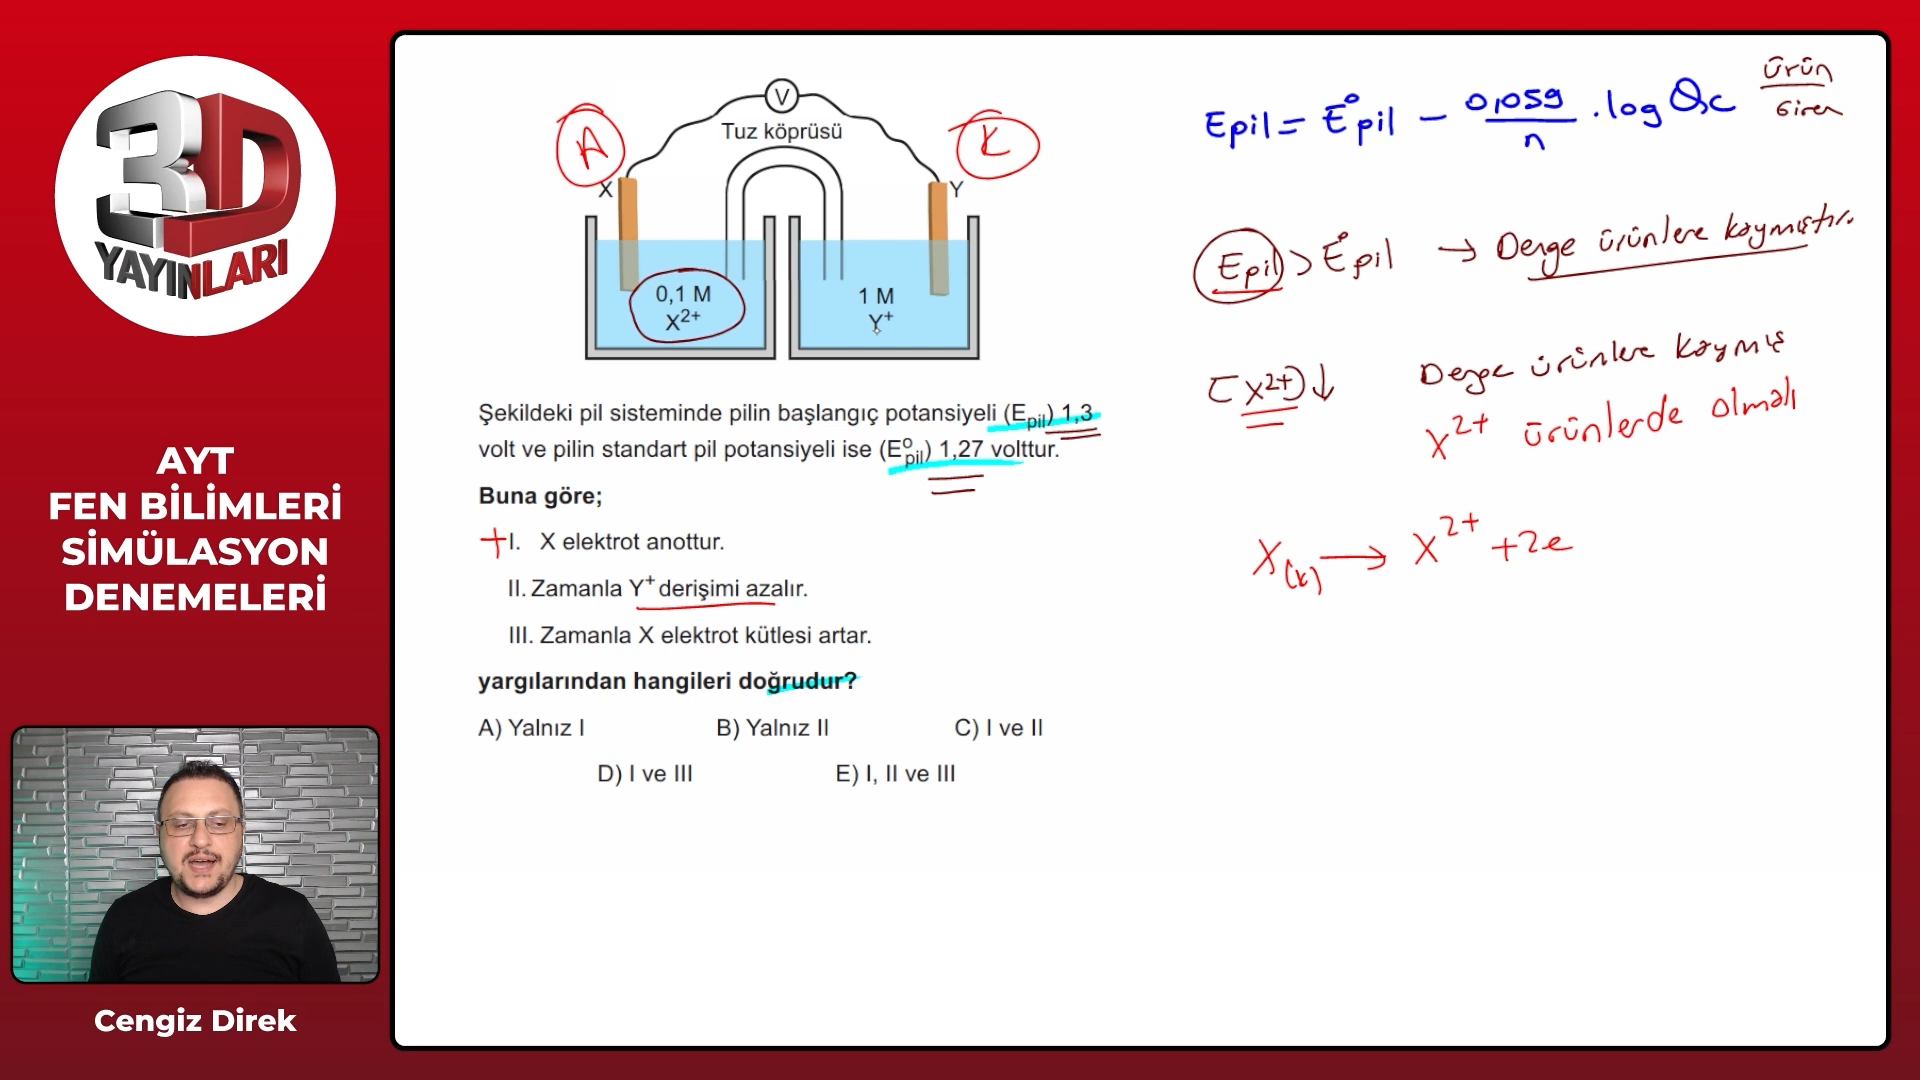 3D
YAYINLARI
AYT
FEN BİLİMLERİ
SİMÜLASYON
DENEMELERİ
Cengiz Direk
V
Tuz köprüsü
A
K
X
Y
0,1 M
X²⁺
1 M
Y⁺
Şekildeki pil sisteminde pilin başlangıç potansiyeli (Epil) 1,3
volt ve pilin standart pil potansiyeli ise (E°pil) 1,27 volttur.
Buna göre;
+I. X elektrot anottur.
II. Zamanla Y⁺ derişimi azalır.
III. Zamanla X elektrot kütlesi artar.
yargılarından hangileri doğrudur?
A) Yalnız I B) Yalnız II C) I ve II
D) I ve III E) I, II ve III
Epil = E°pil - 0,059/n . log Qc ürün/Giren
Epil > E°pil → Denge ürünlere kaymıştır.
[X²⁺]↓ Denge ürünlere kaymış
X²⁺ ürünlerde olmalı
X(k) → X²⁺ + 2e